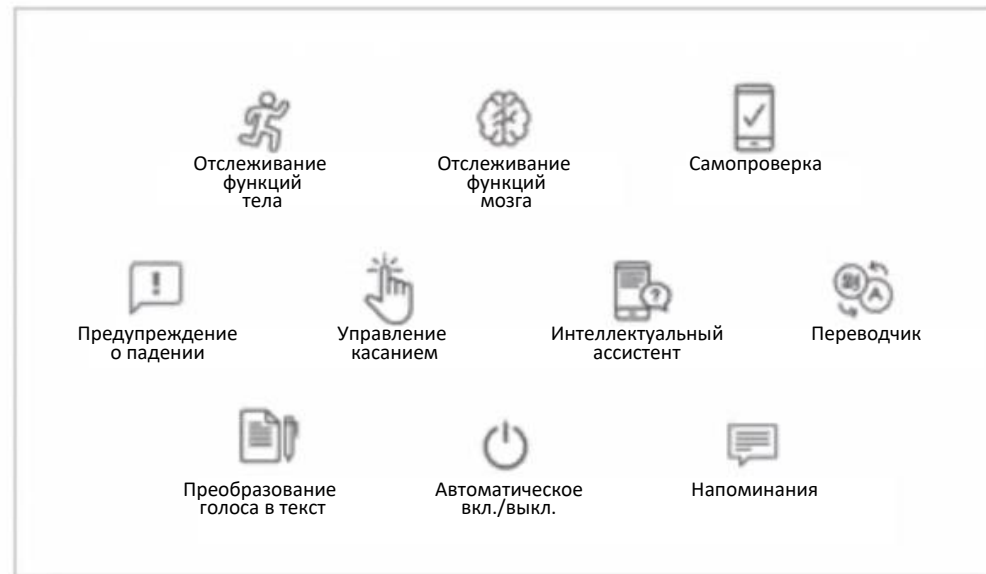 Отслеживание
функций
тела
Отслеживание
функций
мозга
Самопроверка
!
Предупреждение
о падении
Управление
касанием
?
Интеллектуальный
ассистент
A
Переводчик
Преобразование
голоса в текст
Автоматическое
вкл./выкл.
Напоминания